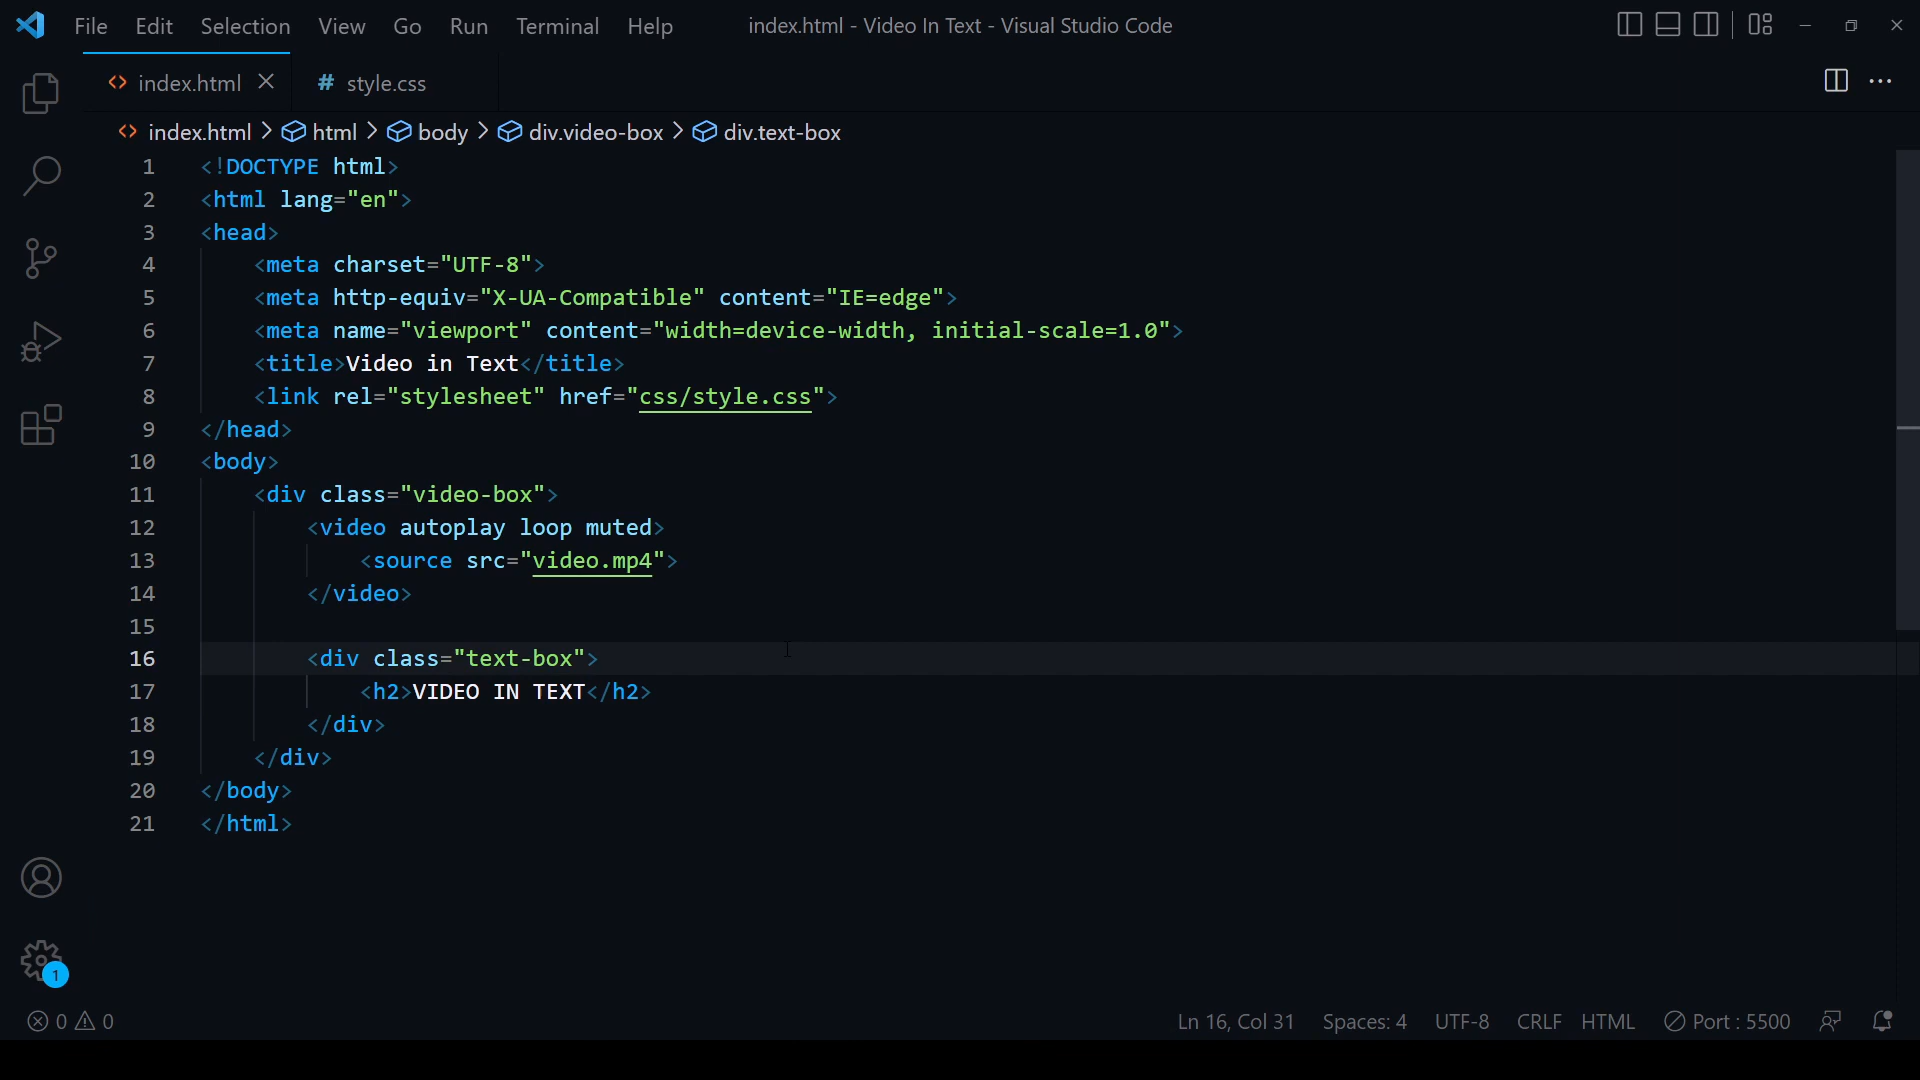 File Edit Selection View Go Run Terminal Help index.html - Video In Text - Visual Studio Code
index.html # style.css
index.html > html > body > div.video-box > div.text-box
1 <!DOCTYPE html>
2 <html lang="en">
3 <head>
4 <meta charset="UTF-8">
5 <meta http-equiv="X-UA-Compatible" content="IE=edge">
6 <meta name="viewport" content="width=device-width, initial-scale=1.0">
7 <title>Video in Text</title>
8 <link rel="stylesheet" href="css/style.css">
9 </head>
10 <body>
11 <div class="video-box">
12 <video autoplay loop muted>
13 <source src="video.mp4">
14 </video>
15
16 <div class="text-box">
17 <h2>VIDEO IN TEXT</h2>
18 </div>
19 </div>
20 </body>
21 </html>
1
0 0 Ln 16, Col 31 Spaces: 4 UTF-8 CRLF HTML Port : 5500